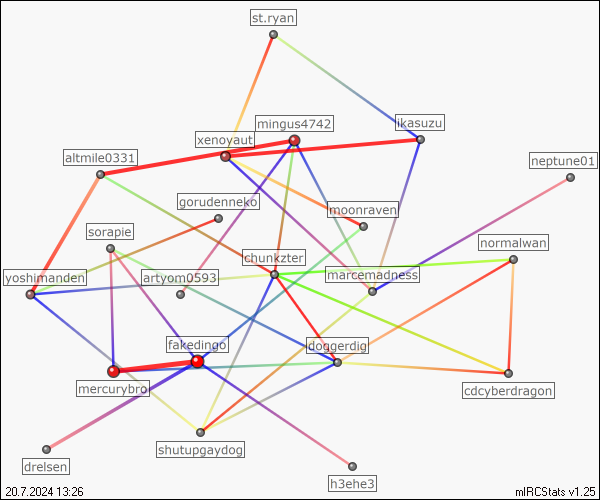 st.ryan
mingus4742
ikasuzu
xenoyaut
altmile0331
neptune01
gorudenneko
moonraven
sorapie
normalwan
chunkzter
yoshimanden
artyom0593
marcemadness
fakedingo
doggerdig
mercurybro
cdcyberdragon
shutupgaydog
drelsen
h3ehe3
20.7.2024 13:26
mIRCStats v1.25